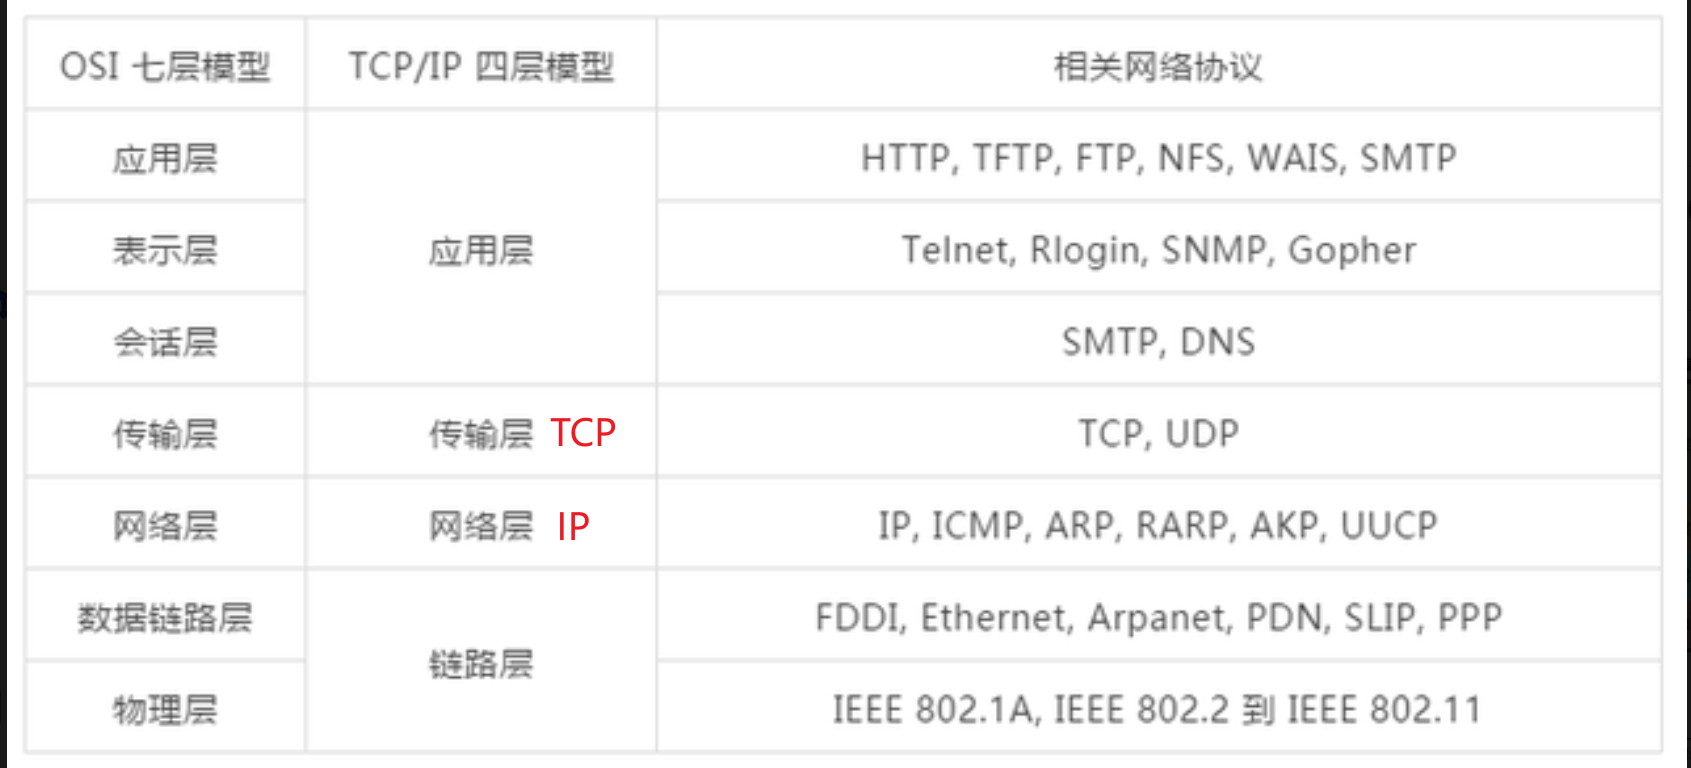 OSI 七层模型 TCP/IP 四层模型 相关网络协议
应用层 HTTP, TFTP, FTP, NFS, WAIS, SMTP
表示层 应用层 Telnet, Rlogin, SNMP, Gopher
会话层 SMTP, DNS
传输层 传输层 TCP TCP, UDP
网络层 网络层 IP IP, ICMP, ARP, RARP, AKP, UUCP
数据链路层 FDDI, Ethernet, Arpanet, PDN, SLIP, PPP
链路层
物理层 IEEE 802.1A, IEEE 802.2 到 IEEE 802.11